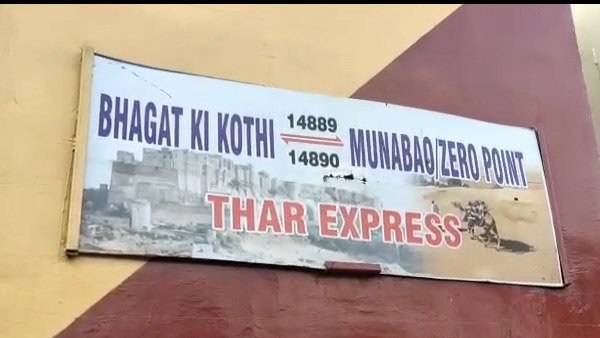 BHAGAT KI KOTHI 14889 MUNABAO/ZERO POINT
14890
THAR EXPRESS